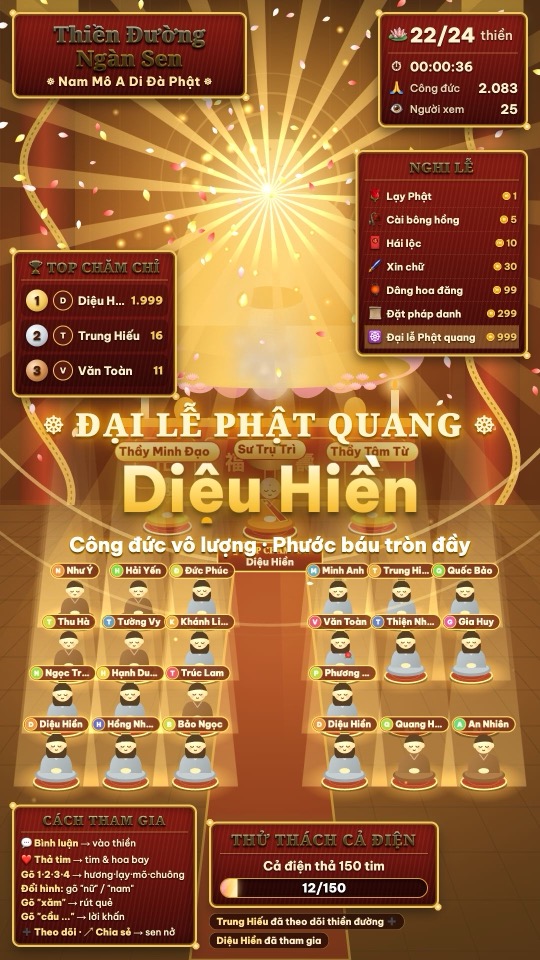 Thiền Đường
Ngàn Sen
Nam Mô A Di Đà Phật
22/24 thiền
00:00:36
Công đức 2.083
Người xem 25
NGHI LỄ
Lạy Phật 1
Cài bông hồng 5
Hái lộc 10
Xin chữ 30
Dâng hoa đăng 99
Đặt pháp danh 299
Đại lễ Phật quang 999
TOP CHĂM CHỈ
1 D Diệu H... 1.999
2 T Trung Hiếu 16
3 V Văn Toàn 11
ĐẠI LỄ PHẬT QUANG
Thầy Minh Đạo Sư Trụ Trì Thầy Tâm Từ
福
Diệu Hiền
Công đức vô lượng · Phước báu tròn đầy
Diệu Hiền
N Như Ý H Hải Yến Đ Đức Phúc M Minh Anh T Trung Hi... Q Quốc Bảo
T Thu Hà T Tường Vy K Khánh Li... V Văn Toàn T Thiện Nh... G Gia Huy
N Ngọc Tr... H Hạnh Du... T Trúc Lam P Phương ...
D Diệu Hiền H Hồng Nh... B Bảo Ngọc D Diệu Hiền Q Quang H... A An Nhiên
CÁCH THAM GIA
Bình luận → vào thiền
Thả tim → tim & hoa bay
Gõ 1·2·3·4 → hương·lạy·mõ·chuông
Đổi hình: gõ "nữ" / "nam"
Gõ "xăm" → rút quẻ
Gõ "cầu ..." → lời khấn
Theo dõi · Chia sẻ → sen nở
THỬ THÁCH CẢ ĐIỆN
Cả điện thả 150 tim
12/150
Trung Hiếu đã theo dõi thiền đường
Diệu Hiền đã tham gia